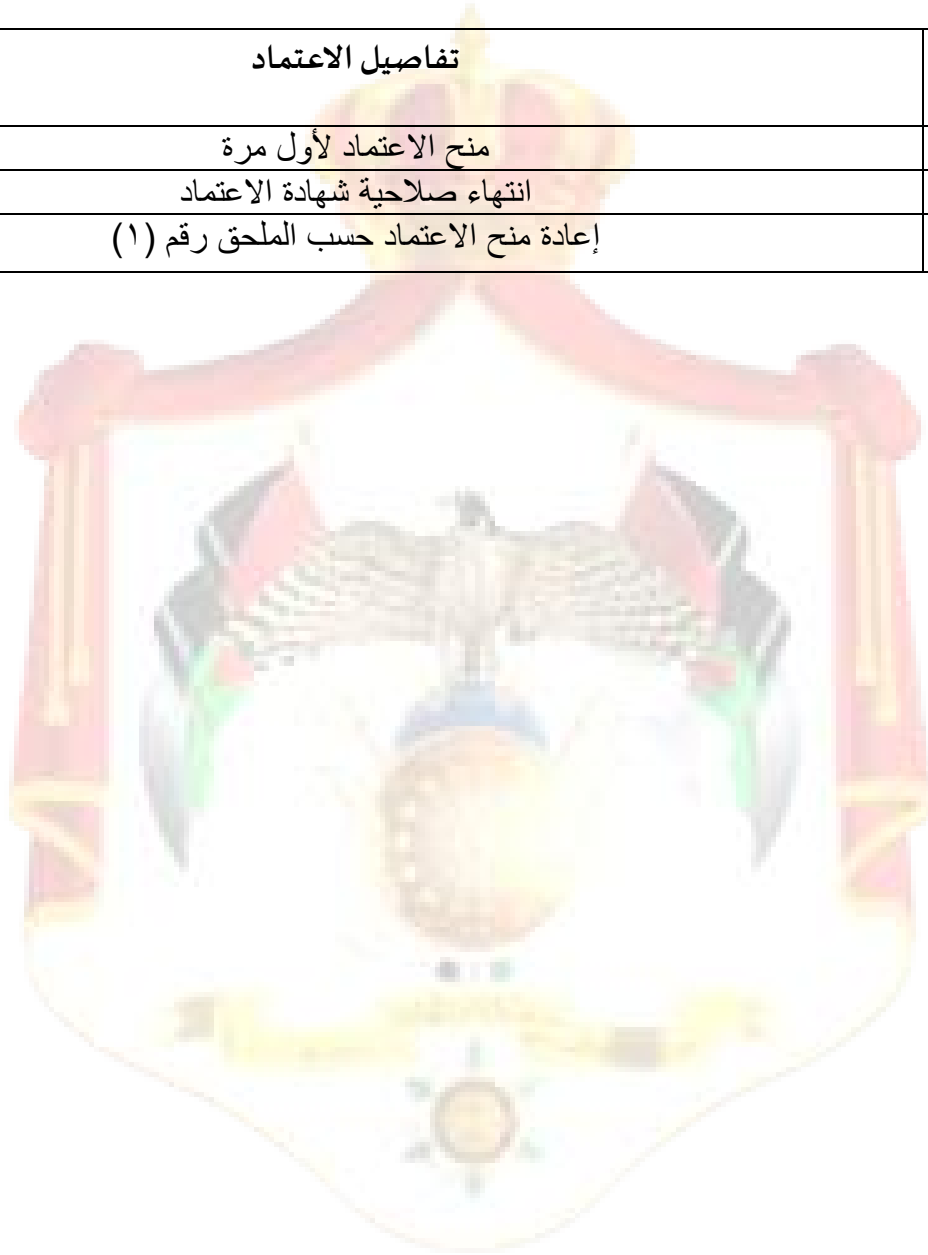 تفاصيل الاعتماد
منح الاعتماد لأول مرة
انتهاء صلاحية شهادة الاعتماد
إعادة منح الاعتماد حسب الملحق رقم (١)